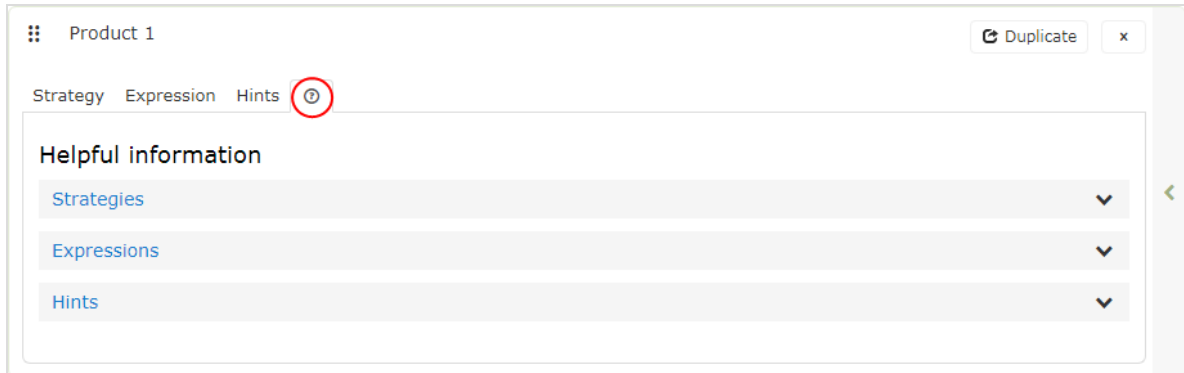 Product 1
Duplicate x
Strategy Expression Hints ?
Helpful information
Strategies
Expressions
Hints